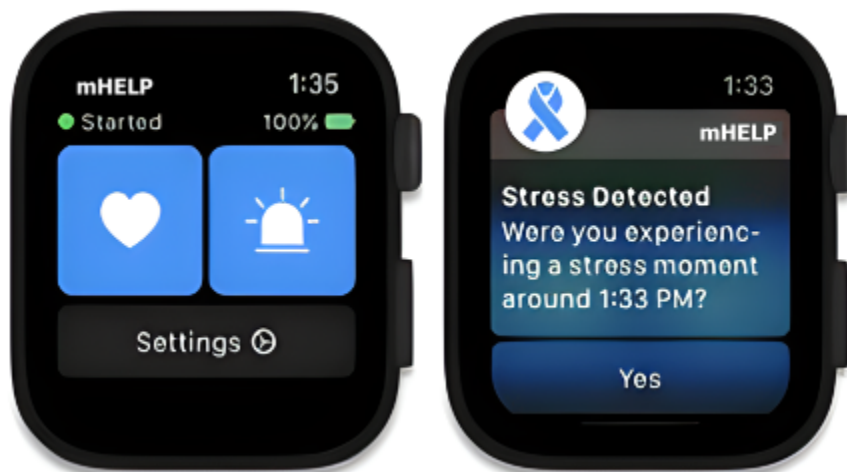 mHELP 1:35
Started 100%
Settings
1:33
mHELP
Stress Detected
Were you experienc-
ing a stress moment
around 1:33 PM?
Yes